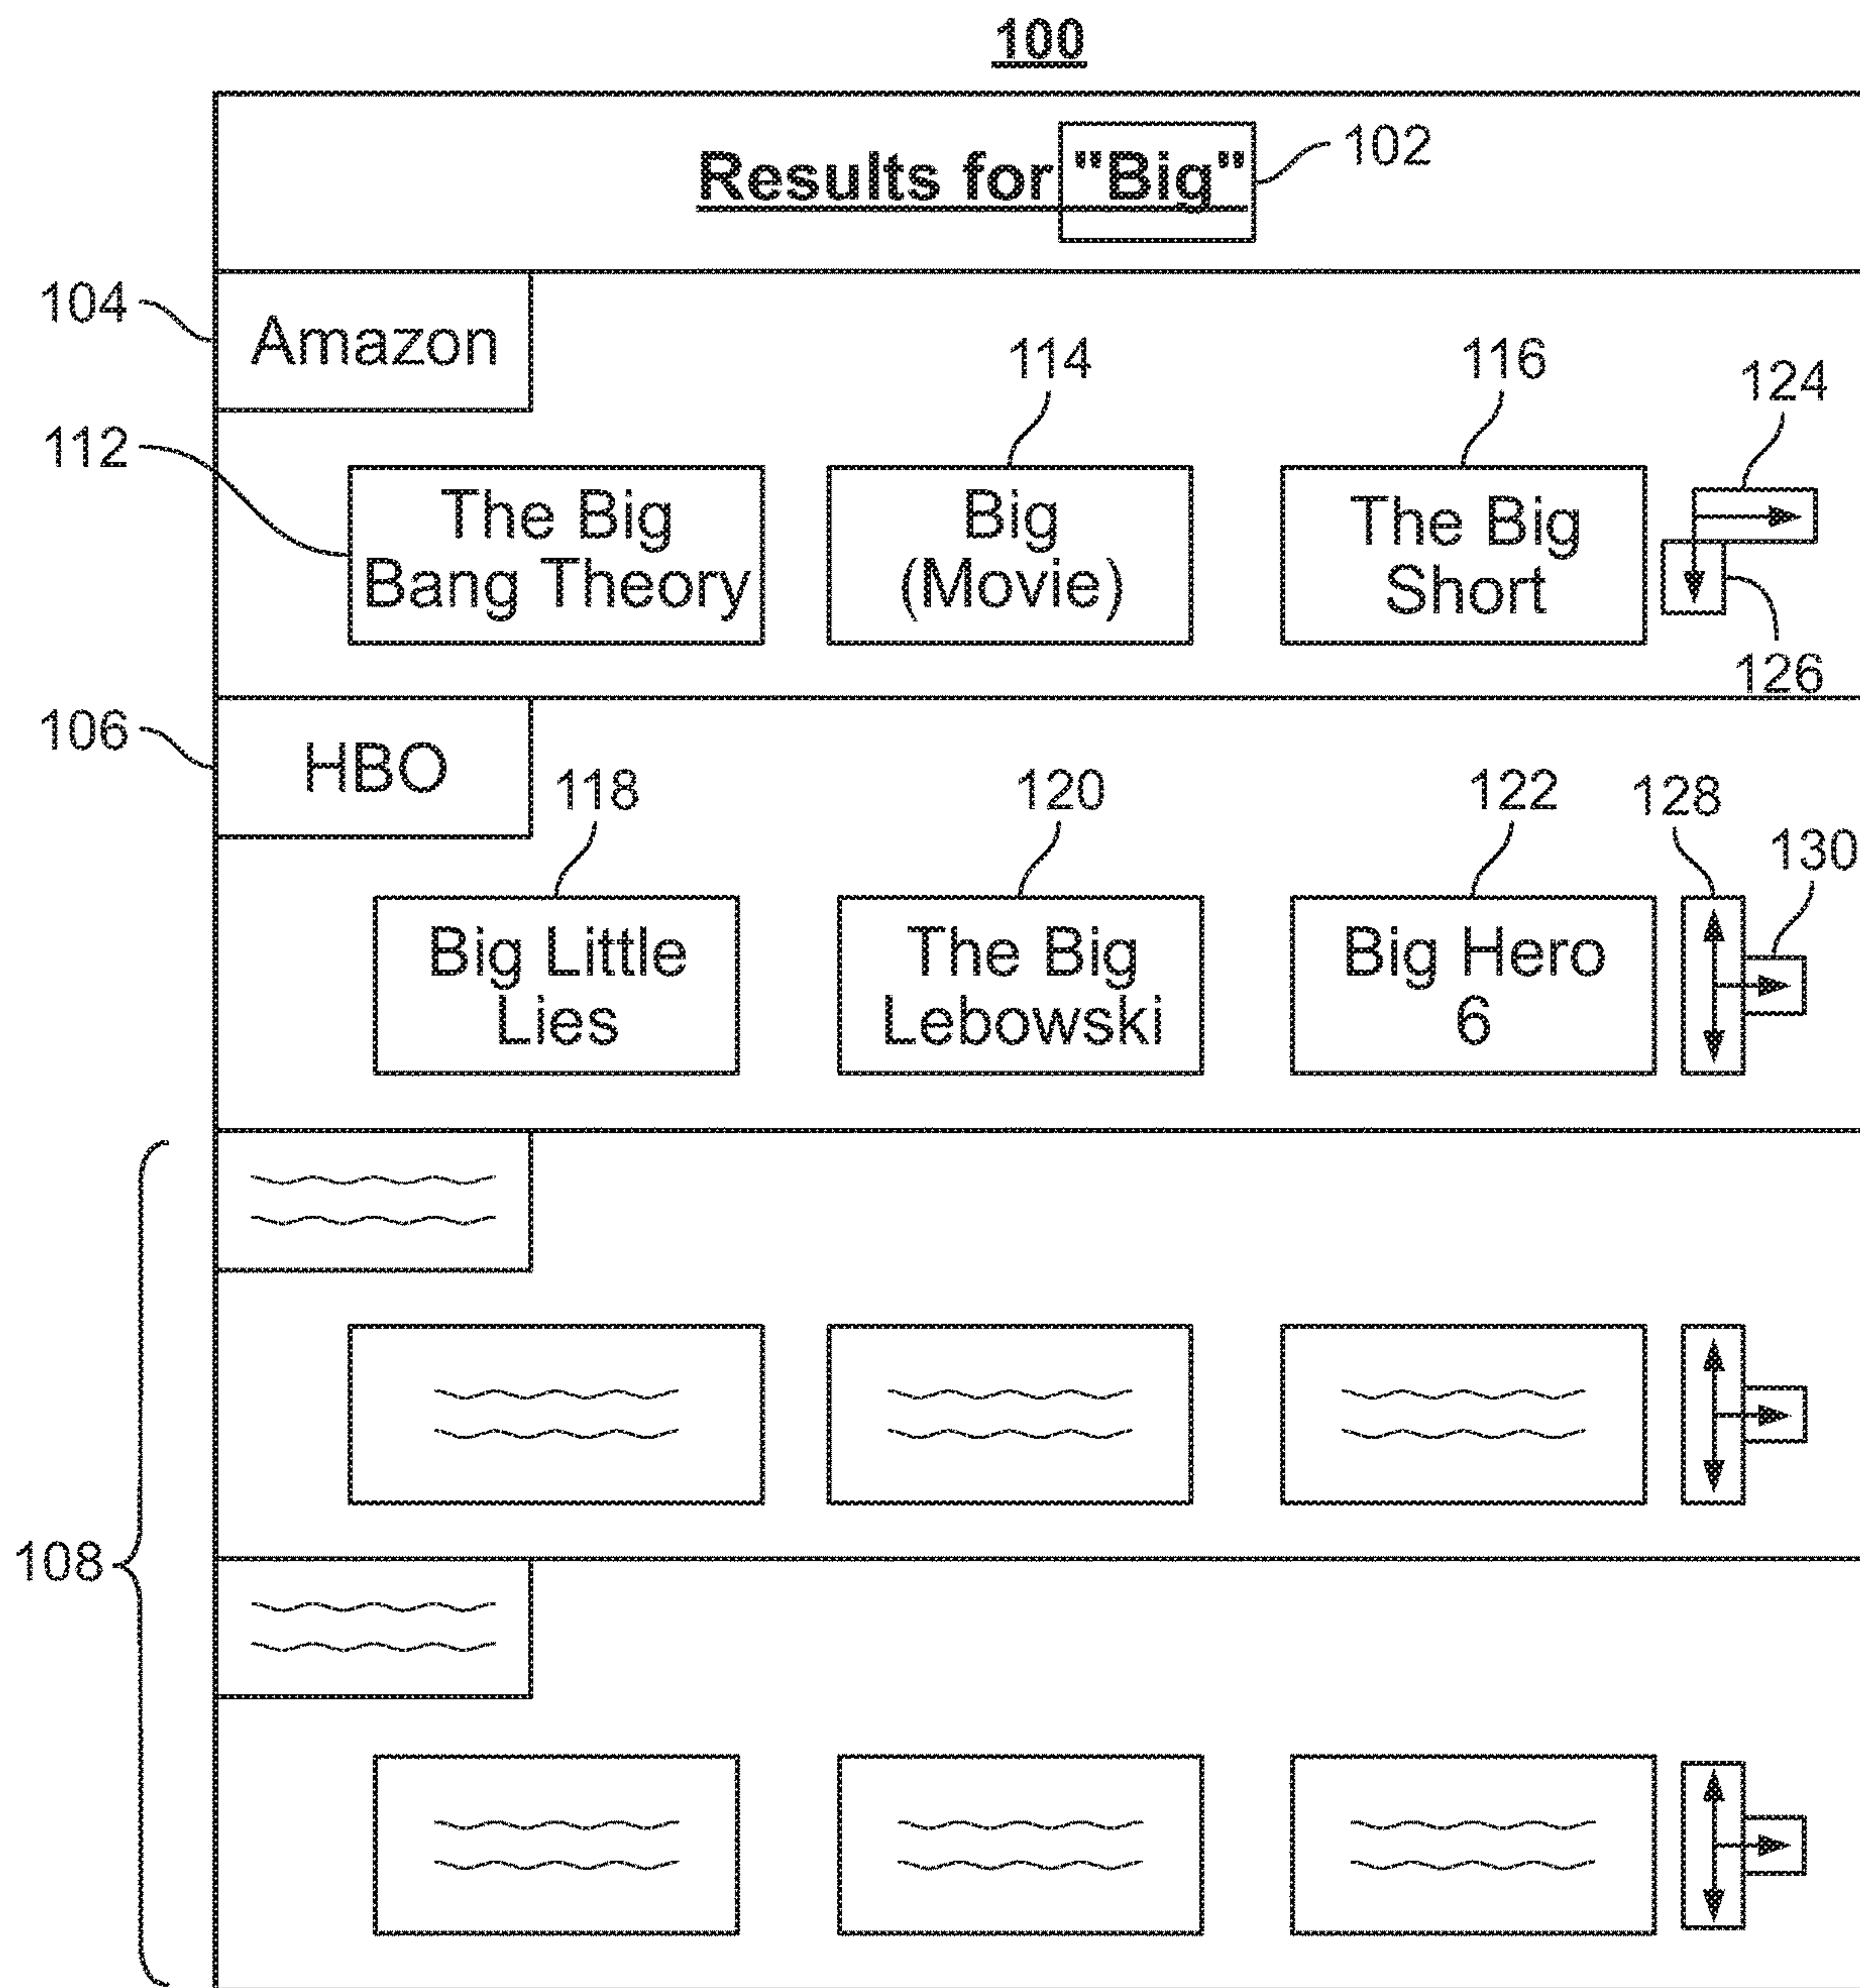 100
Results for "Big"
102
104
Amazon
114
116
124
112
The Big
Bang Theory
Big
(Movie)
The Big
Short
126
106
HBO
118
120
122
128
130
Big Little
Lies
The Big
Lebowski
Big Hero
6
108